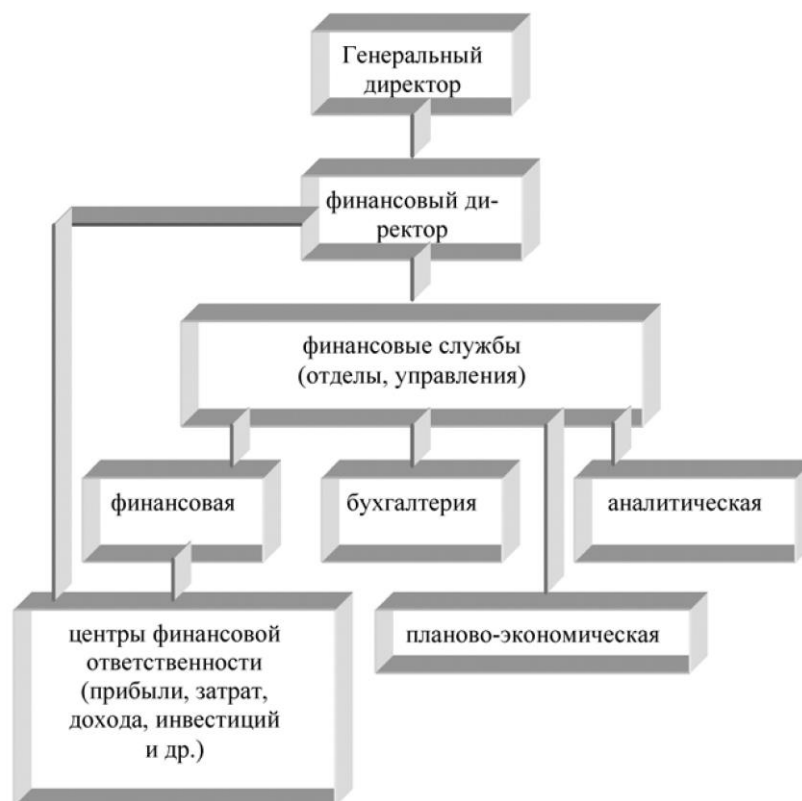 Генеральный
директор
финансовый ди-
ректор
финансовые службы
(отделы, управления)
финансовая
бухгалтерия
аналитическая
центры финансовой
ответственности
(прибыли, затрат,
дохода, инвестиций
и др.)
планово-экономическая